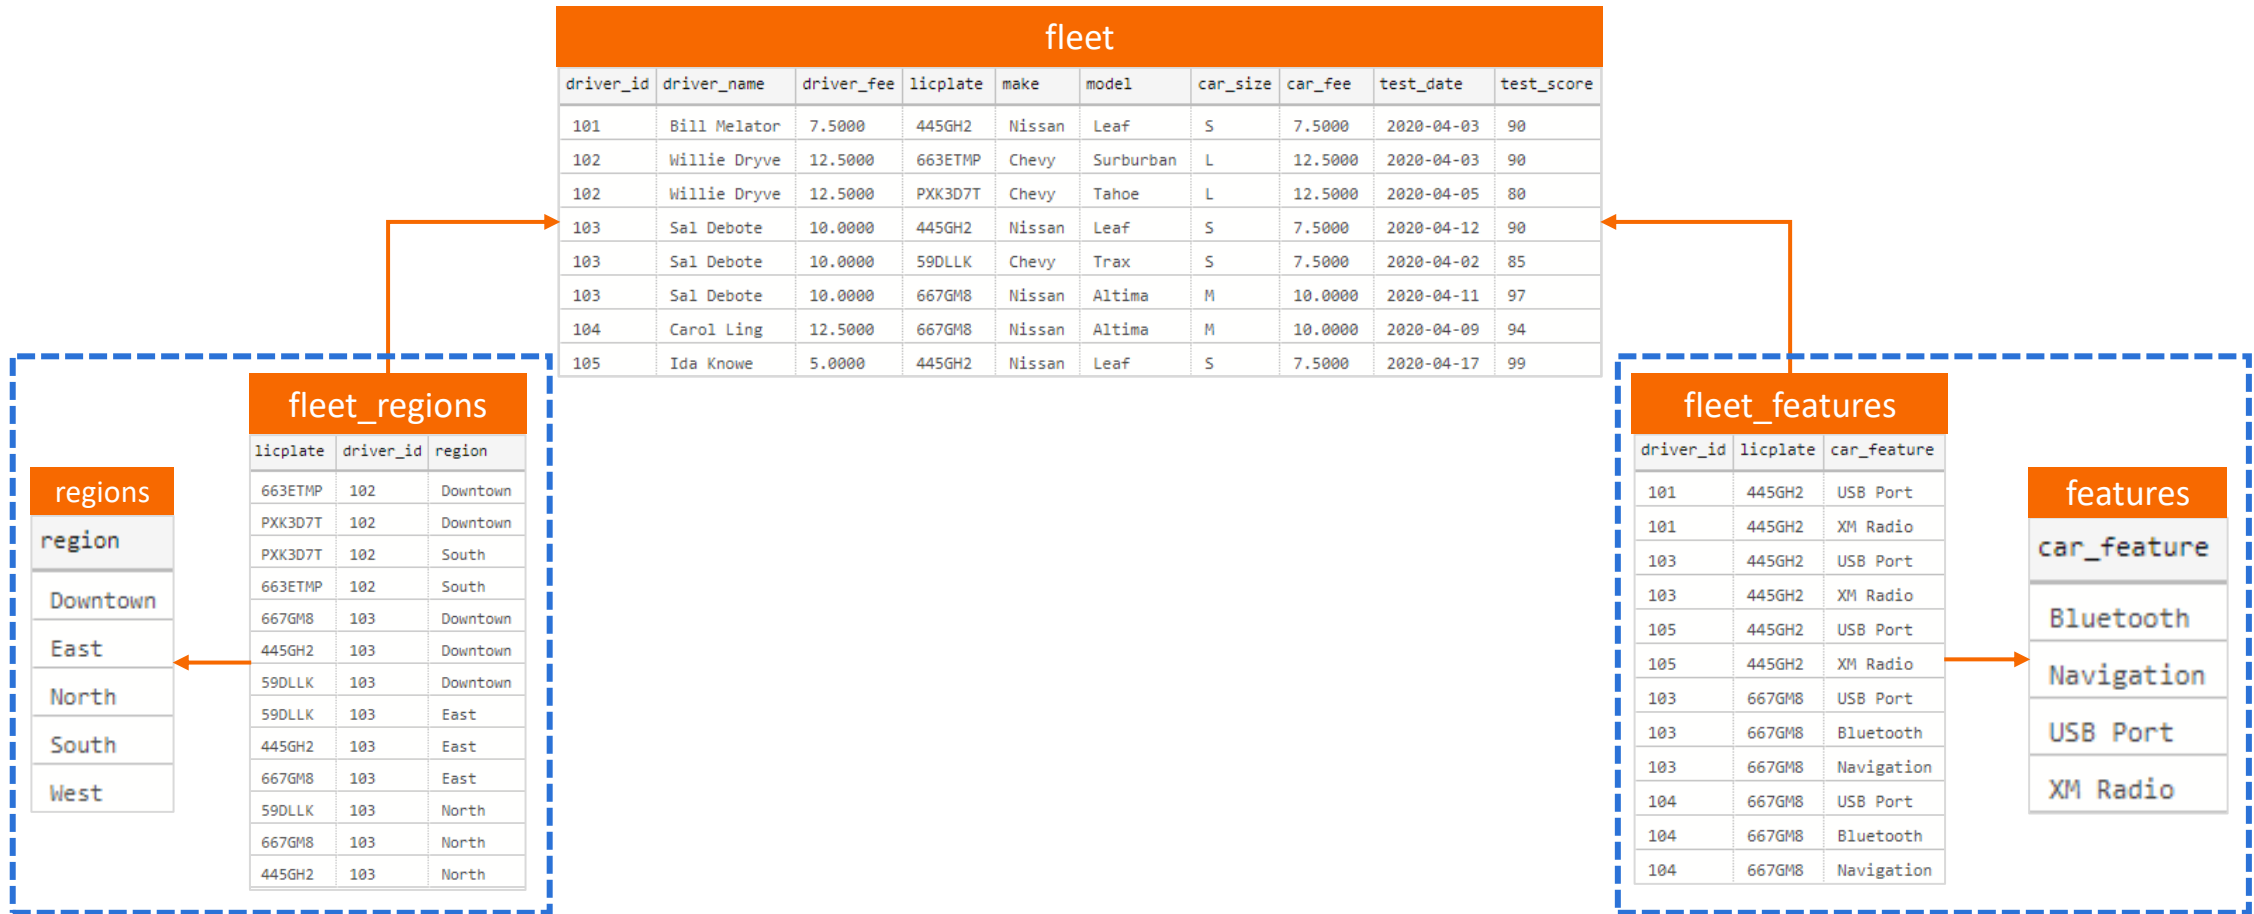 fleet
driver_id driver_name driver_fee licplate make model car_size car_fee test_date test_score
101 Bill Melator 7.5000 445GH2 Nissan Leaf S 7.5000 2020-04-03 90
102 Willie Dryve 12.5000 663ETMP Chevy Surburban L 12.5000 2020-04-03 90
102 Willie Dryve 12.5000 PXK3D7T Chevy Tahoe L 12.5000 2020-04-05 80
103 Sal Debote 10.0000 445GH2 Nissan Leaf S 7.5000 2020-04-12 90
103 Sal Debote 10.0000 59DLLK Chevy Trax S 7.5000 2020-04-02 85
103 Sal Debote 10.0000 667GM8 Nissan Altima M 10.0000 2020-04-11 97
104 Carol Ling 12.5000 667GM8 Nissan Altima M 10.0000 2020-04-09 94
105 Ida Knowe 5.0000 445GH2 Nissan Leaf S 7.5000 2020-04-17 99
regions
region
Downtown
East
North
South
West
fleet_regions
licplate driver_id region
663ETMP 102 Downtown
PXK3D7T 102 Downtown
PXK3D7T 102 South
663ETMP 102 South
667GM8 103 Downtown
445GH2 103 Downtown
59DLLK 103 Downtown
59DLLK 103 East
445GH2 103 East
667GM8 103 East
59DLLK 103 North
667GM8 103 North
445GH2 103 North
fleet_features
driver_id licplate car_feature
101 445GH2 USB Port
101 445GH2 XM Radio
103 445GH2 USB Port
103 445GH2 XM Radio
105 445GH2 USB Port
105 445GH2 XM Radio
103 667GM8 USB Port
103 667GM8 Bluetooth
103 667GM8 Navigation
104 667GM8 USB Port
104 667GM8 Bluetooth
104 667GM8 Navigation
features
car_feature
Bluetooth
Navigation
USB Port
XM Radio